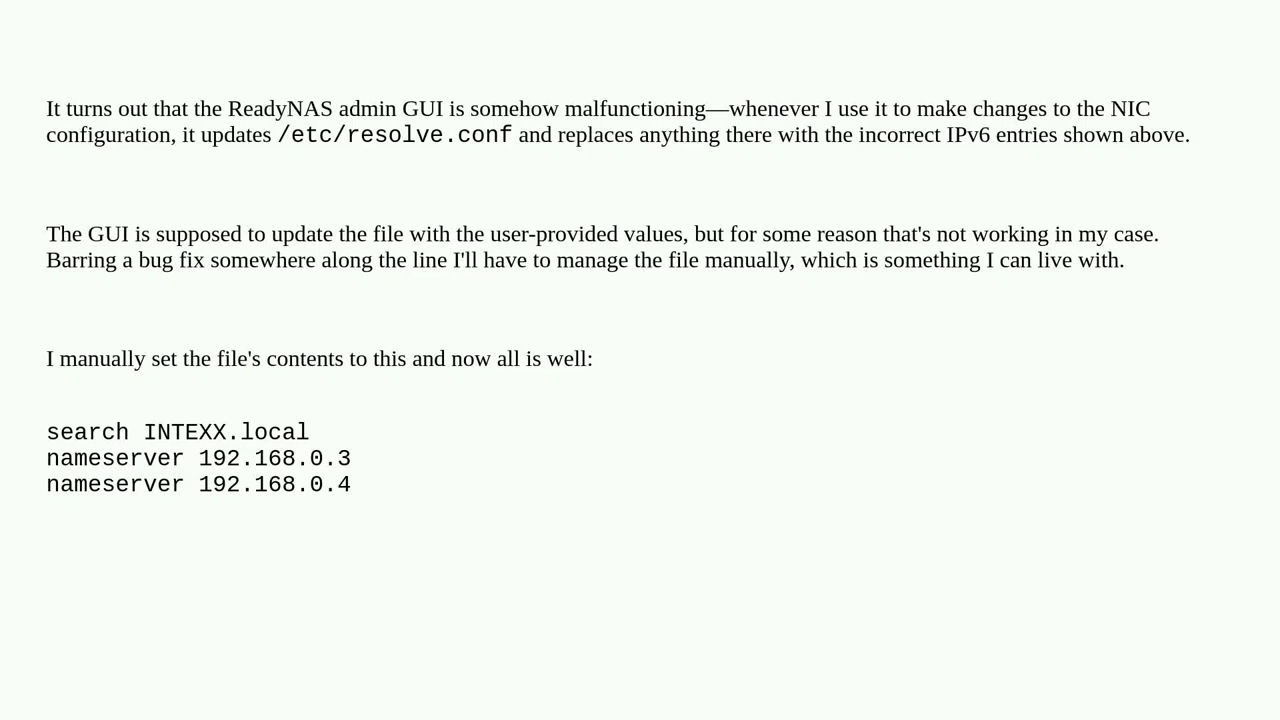 It turns out that the ReadyNAS admin GUI is somehow malfunctioning—whenever I use it to make changes to the NIC
configuration, it updates /etc/resolve.conf and replaces anything there with the incorrect IPv6 entries shown above.
The GUI is supposed to update the file with the user-provided values, but for some reason that's not working in my case.
Barring a bug fix somewhere along the line I'll have to manage the file manually, which is something I can live with.
I manually set the file's contents to this and now all is well:
search INTEXX.local
nameserver 192.168.0.3
nameserver 192.168.0.4